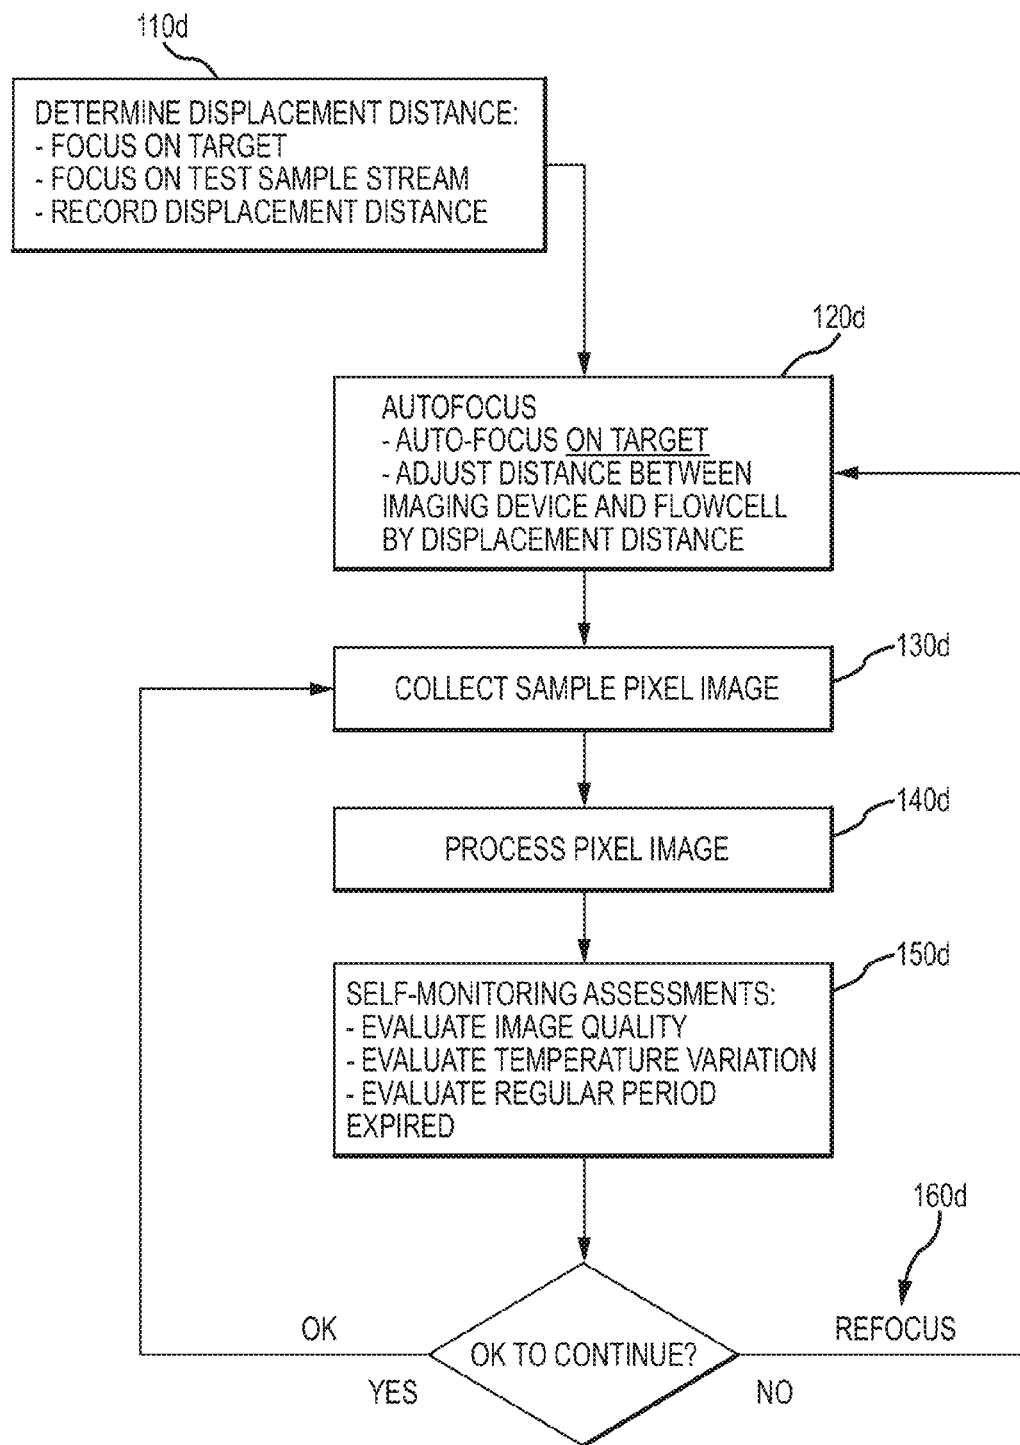 110d
DETERMINE DISPLACEMENT DISTANCE:
- FOCUS ON TARGET
- FOCUS ON TEST SAMPLE STREAM
- RECORD DISPLACEMENT DISTANCE
120d
AUTOFOCUS
- AUTO-FOCUS ON TARGET
- ADJUST DISTANCE BETWEEN
IMAGING DEVICE AND FLOWCELL
BY DISPLACEMENT DISTANCE
130d
COLLECT SAMPLE PIXEL IMAGE
140d
PROCESS PIXEL IMAGE
150d
SELF-MONITORING ASSESSMENTS:
- EVALUATE IMAGE QUALITY
- EVALUATE TEMPERATURE VARIATION
- EVALUATE REGULAR PERIOD
EXPIRED
160d
OK
REFOCUS
OK TO CONTINUE?
YES
NO